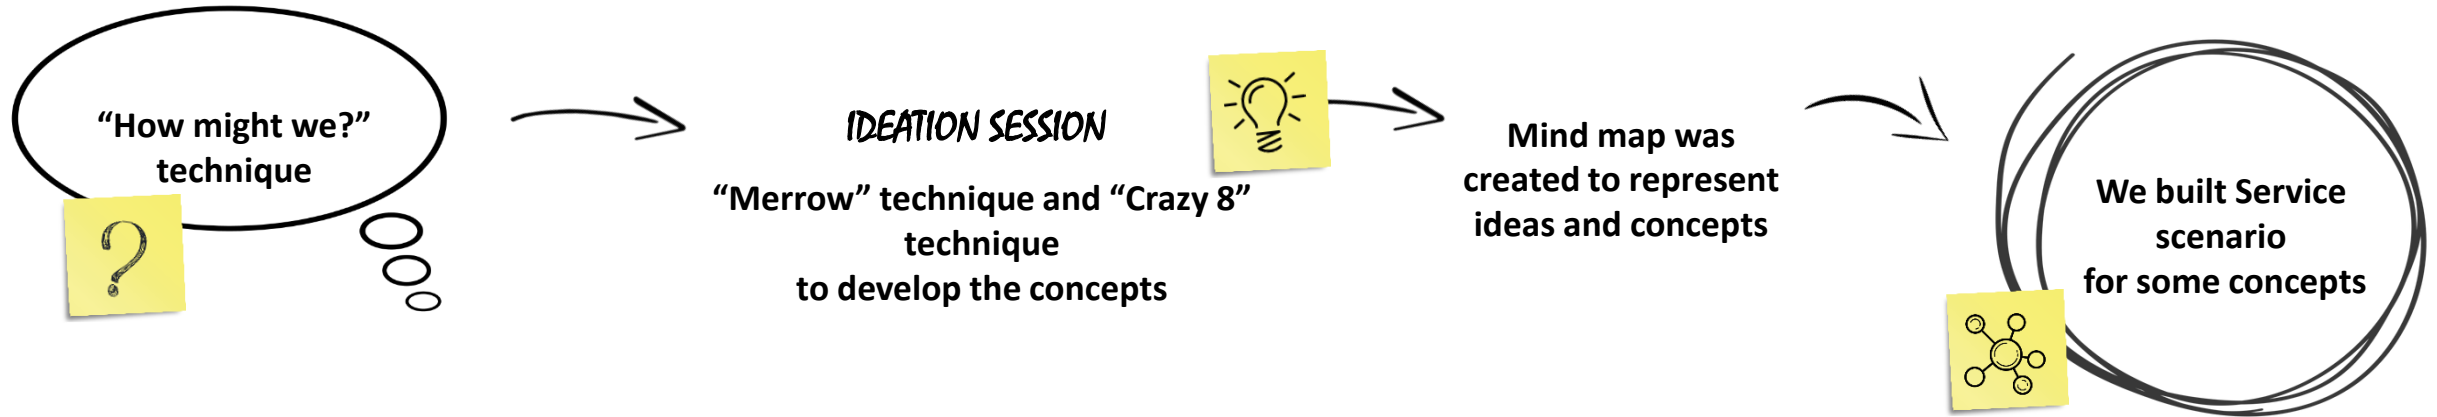 “How might we?”
technique
IDEATION SESSION
“Merrow” technique and “Crazy 8”
technique
to develop the concepts
Mind map was
created to represent
ideas and concepts
We built Service
scenario
for some concepts
?